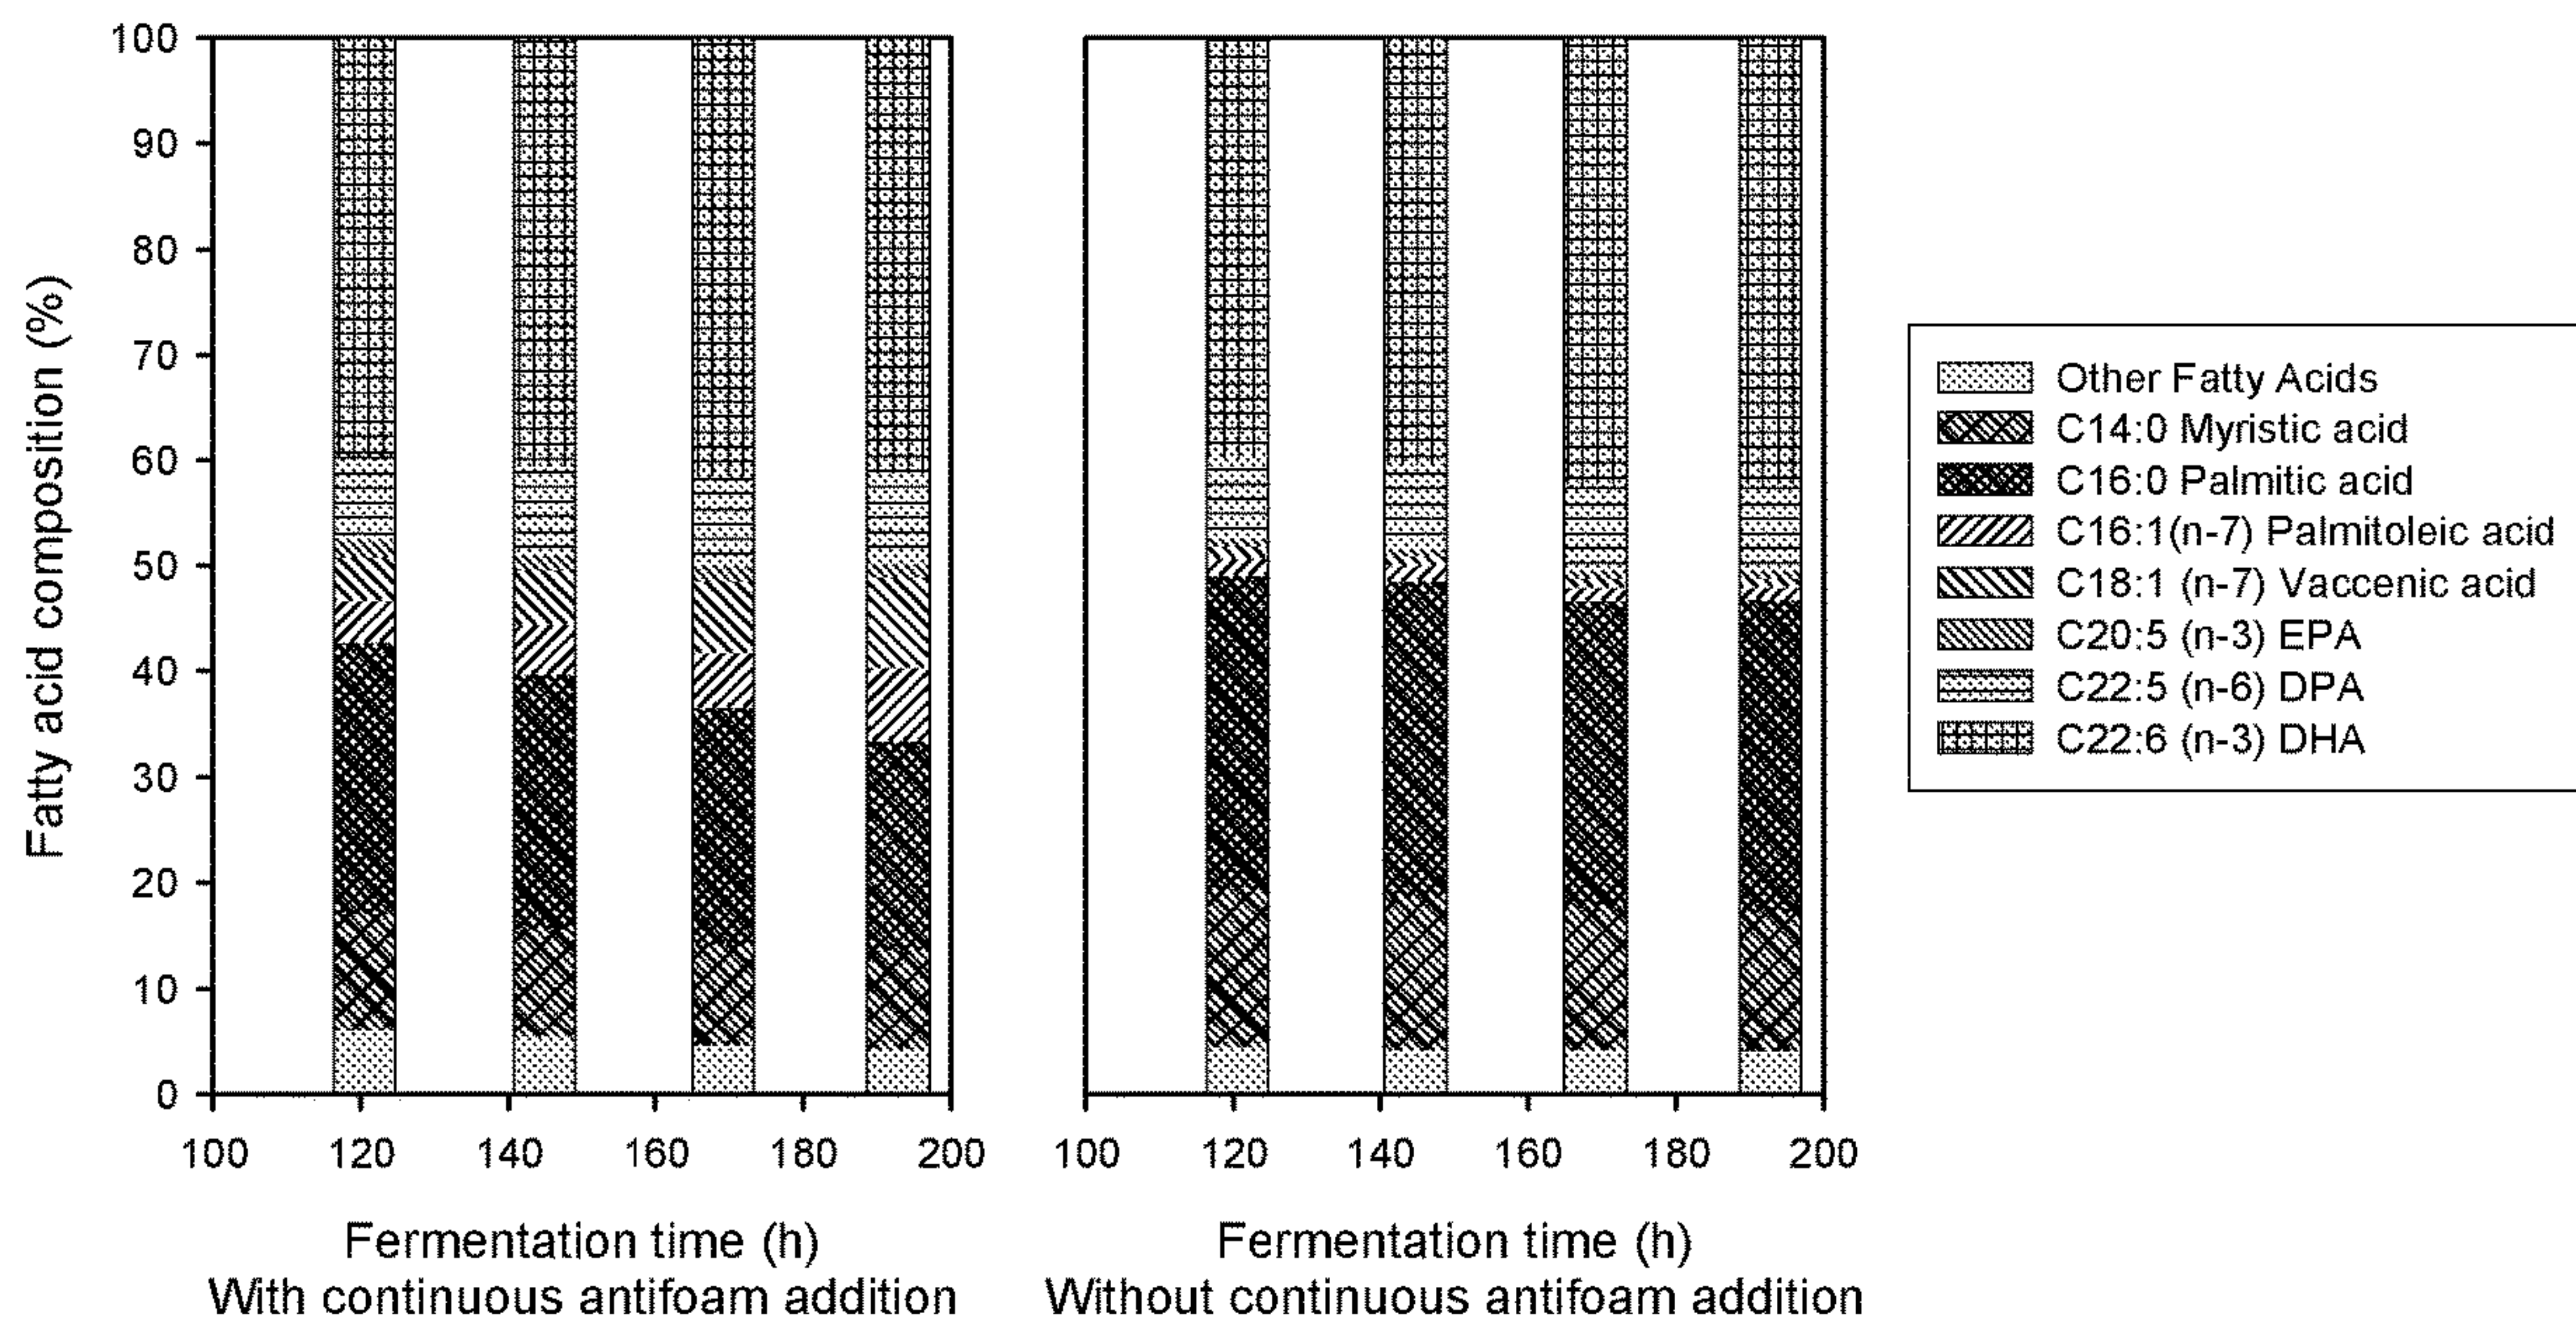 Fatty acid composition (%)
100
90
80
70
60
50
40
30
20
10
0
100 120 140 160 180 200
100 120 140 160 180 200
Fermentation time (h)
With continuous antifoam addition
Fermentation time (h)
Without continuous antifoam addition
Other Fatty Acids
C14:0 Myristic acid
C16:0 Palmitic acid
C16:1(n-7) Palmitoleic acid
C18:1 (n-7) Vaccenic acid
C20:5 (n-3) EPA
C22:5 (n-6) DPA
C22:6 (n-3) DHA